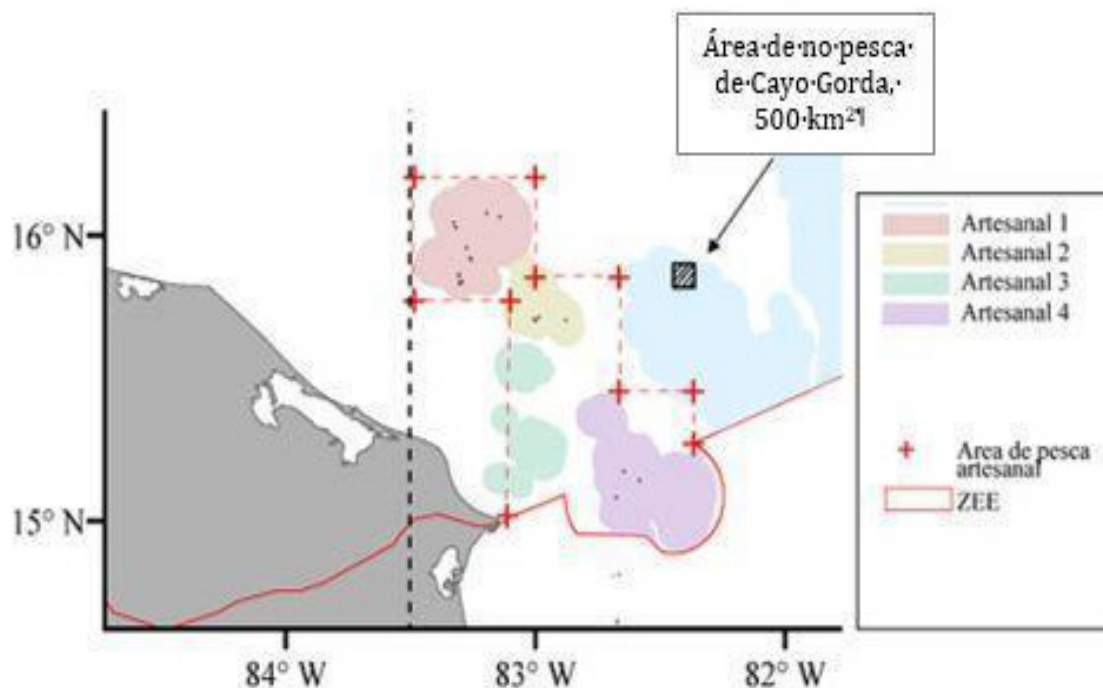 Área·de·no·pesca·
de·Cayo·Gorda,·
500·km²¶
16° N
15° N
84° W
83° W
82° W
Artesanal 1
Artesanal 2
Artesanal 3
Artesanal 4
Area de pesca
artesanal
ZEE